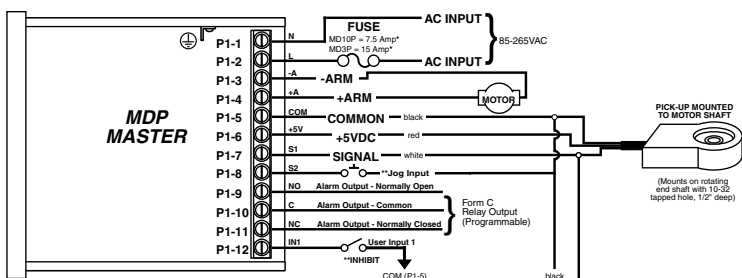 N
FUSE
AC INPUT
P1-1
MD10P = 7.5 Amp*
MD3P = 15 Amp*
85-265VAC
P1-2
L
AC INPUT
P1-3
-A
-ARM
P1-4
+A
+ARM
MOTOR
MDP
MASTER
P1-5
COM
COMMON
black
P1-6
+5V
+5VDC
red
P1-7
S1
SIGNAL
white
PICK-UP MOUNTED
TO MOTOR SHAFT
(Mounts on rotating
end shaft with 10-32
tapped hole, 1/2" deep)
P1-8
S2
**Jog Input
P1-9
NO
Alarm Output - Normally Open
P1-10
C
Alarm Output - Common
Form C
Relay Output
(Programmable)
P1-11
NC
Alarm Output - Normally Closed
P1-12
IN1
User Input 1
**INHIBIT
COM (P1-5)
black